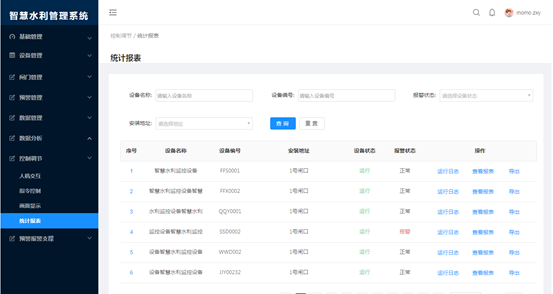 智慧水利管理系统
momo.zxy
基础管理
设备管理
闸门管理
预警管理
数据管理
数据分析
控制调节
人机交互
指令控制
画面显示
统计报表
预警报警支撑
控制调节 / 统计报表
统计报表
设备名称: 请输入设备名称 设备编号: 请输入设备编号 报警状态: 请选择设备状态
安装地址: 请选择地址 查 询 重 置
序号 设备名称 设备编号 安装地址 设备状态 报警状态 操作
1 智慧水利监控设备 FFS0001 1号闸口 运行 正常 运行日志 查看报表 导出
2 智慧水利监控设备智慧 FFX0002 1号闸口 运行 正常 运行日志 查看报表 导出
3 水利监控设备智慧水利 QQY0001 1号闸口 运行 正常 运行日志 查看报表 导出
4 监控设备智慧水利监控 SSD0002 1号闸口 运行 报警 运行日志 查看报表 导出
5 设备智慧水利监控设备 WWD002 1号闸口 运行 正常 运行日志 查看报表 导出
6 设备智慧水利监控设备 JJY00232 1号闸口 运行 正常 运行日志 查看报表 导出